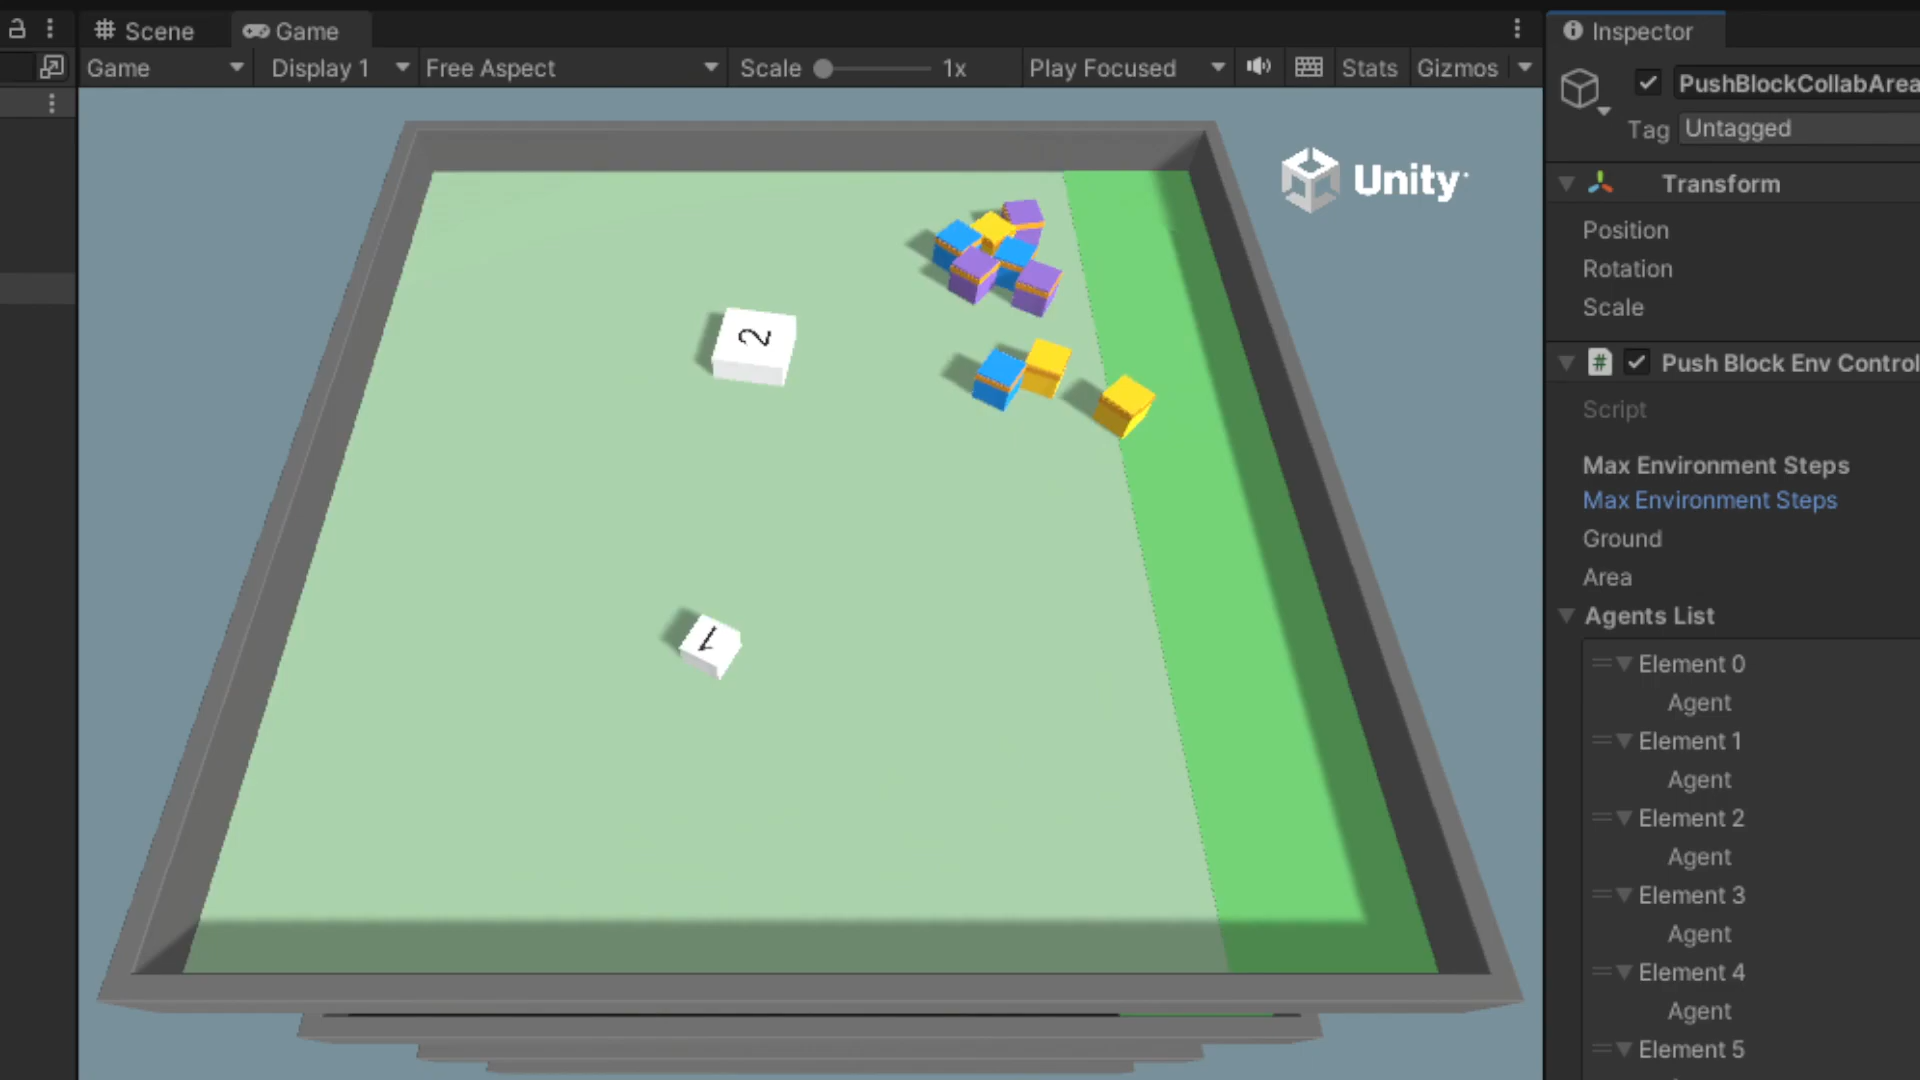 Scene
Game
Game
Display 1
Free Aspect
Scale
1x
Play Focused
Stats
Gizmos
Unity
2
1
Inspector
PushBlockCollabArea
Tag
Untagged
Transform
Position
Rotation
Scale
#
Push Block Env Control
Script
Max Environment Steps
Max Environment Steps
Ground
Area
Agents List
Element 0
Agent
Element 1
Agent
Element 2
Agent
Element 3
Agent
Element 4
Agent
Element 5